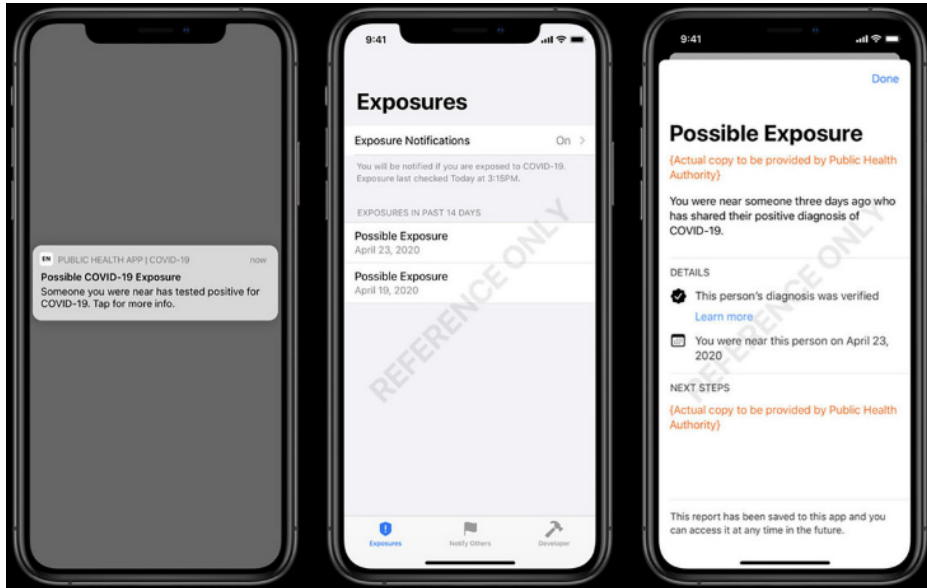 EN PUBLIC HEALTH APP | COVID-19 now
Possible COVID-19 Exposure
Someone you were near has tested positive for
COVID-19. Tap for more info.
9:41
Exposures
Exposure Notifications On
You will be notified if you are exposed to COVID-19.
Exposure last checked Today at 3:15PM.
EXPOSURES IN PAST 14 DAYS
Possible Exposure
April 23, 2020
Possible Exposure
April 19, 2020
REFERENCE ONLY
Exposures Notify Others Developer
9:41
Done
Possible Exposure
{Actual copy to be provided by Public Health
Authority}
You were near someone three days ago who
has shared their positive diagnosis of
COVID-19.
DETAILS
This person's diagnosis was verified
Learn more
You were near this person on April 23,
2020
NEXT STEPS
{Actual copy to be provided by Public Health
Authority}
REFERENCE ONLY
This report has been saved to this app and you
can access it at any time in the future.